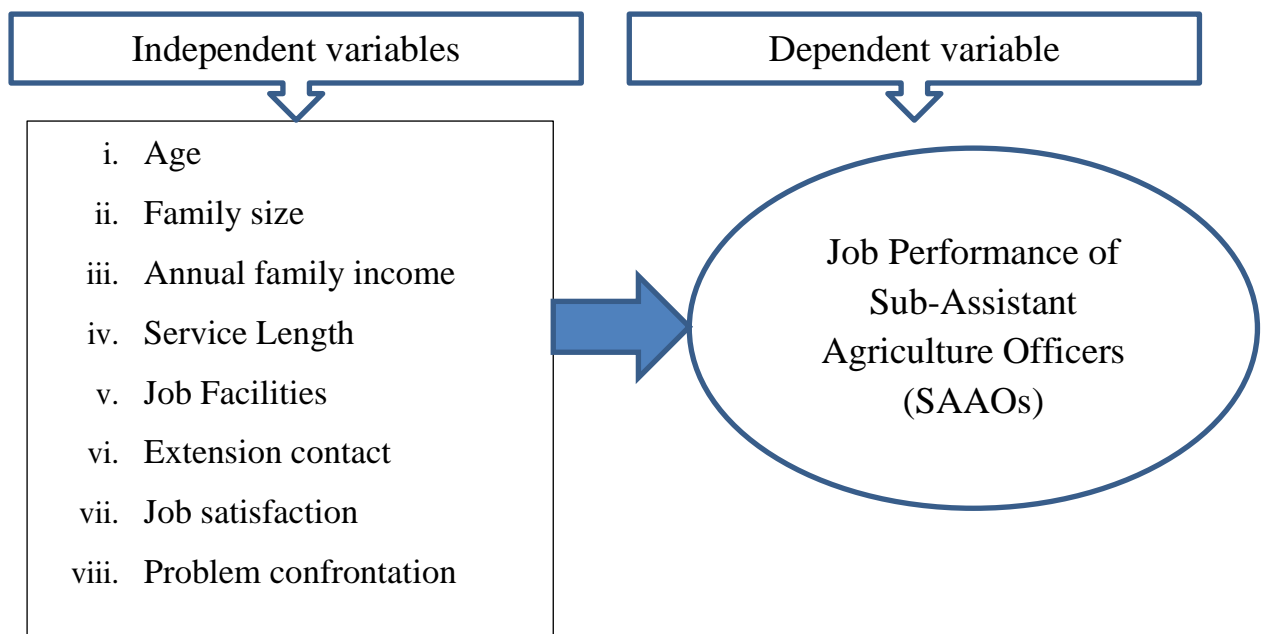 Independent variables
Dependent variable
i. Age
ii. Family size
iii. Annual family income
iv. Service Length
v. Job Facilities
vi. Extension contact
vii. Job satisfaction
viii. Problem confrontation
Job Performance of
Sub-Assistant
Agriculture Officers
(SAAOs)